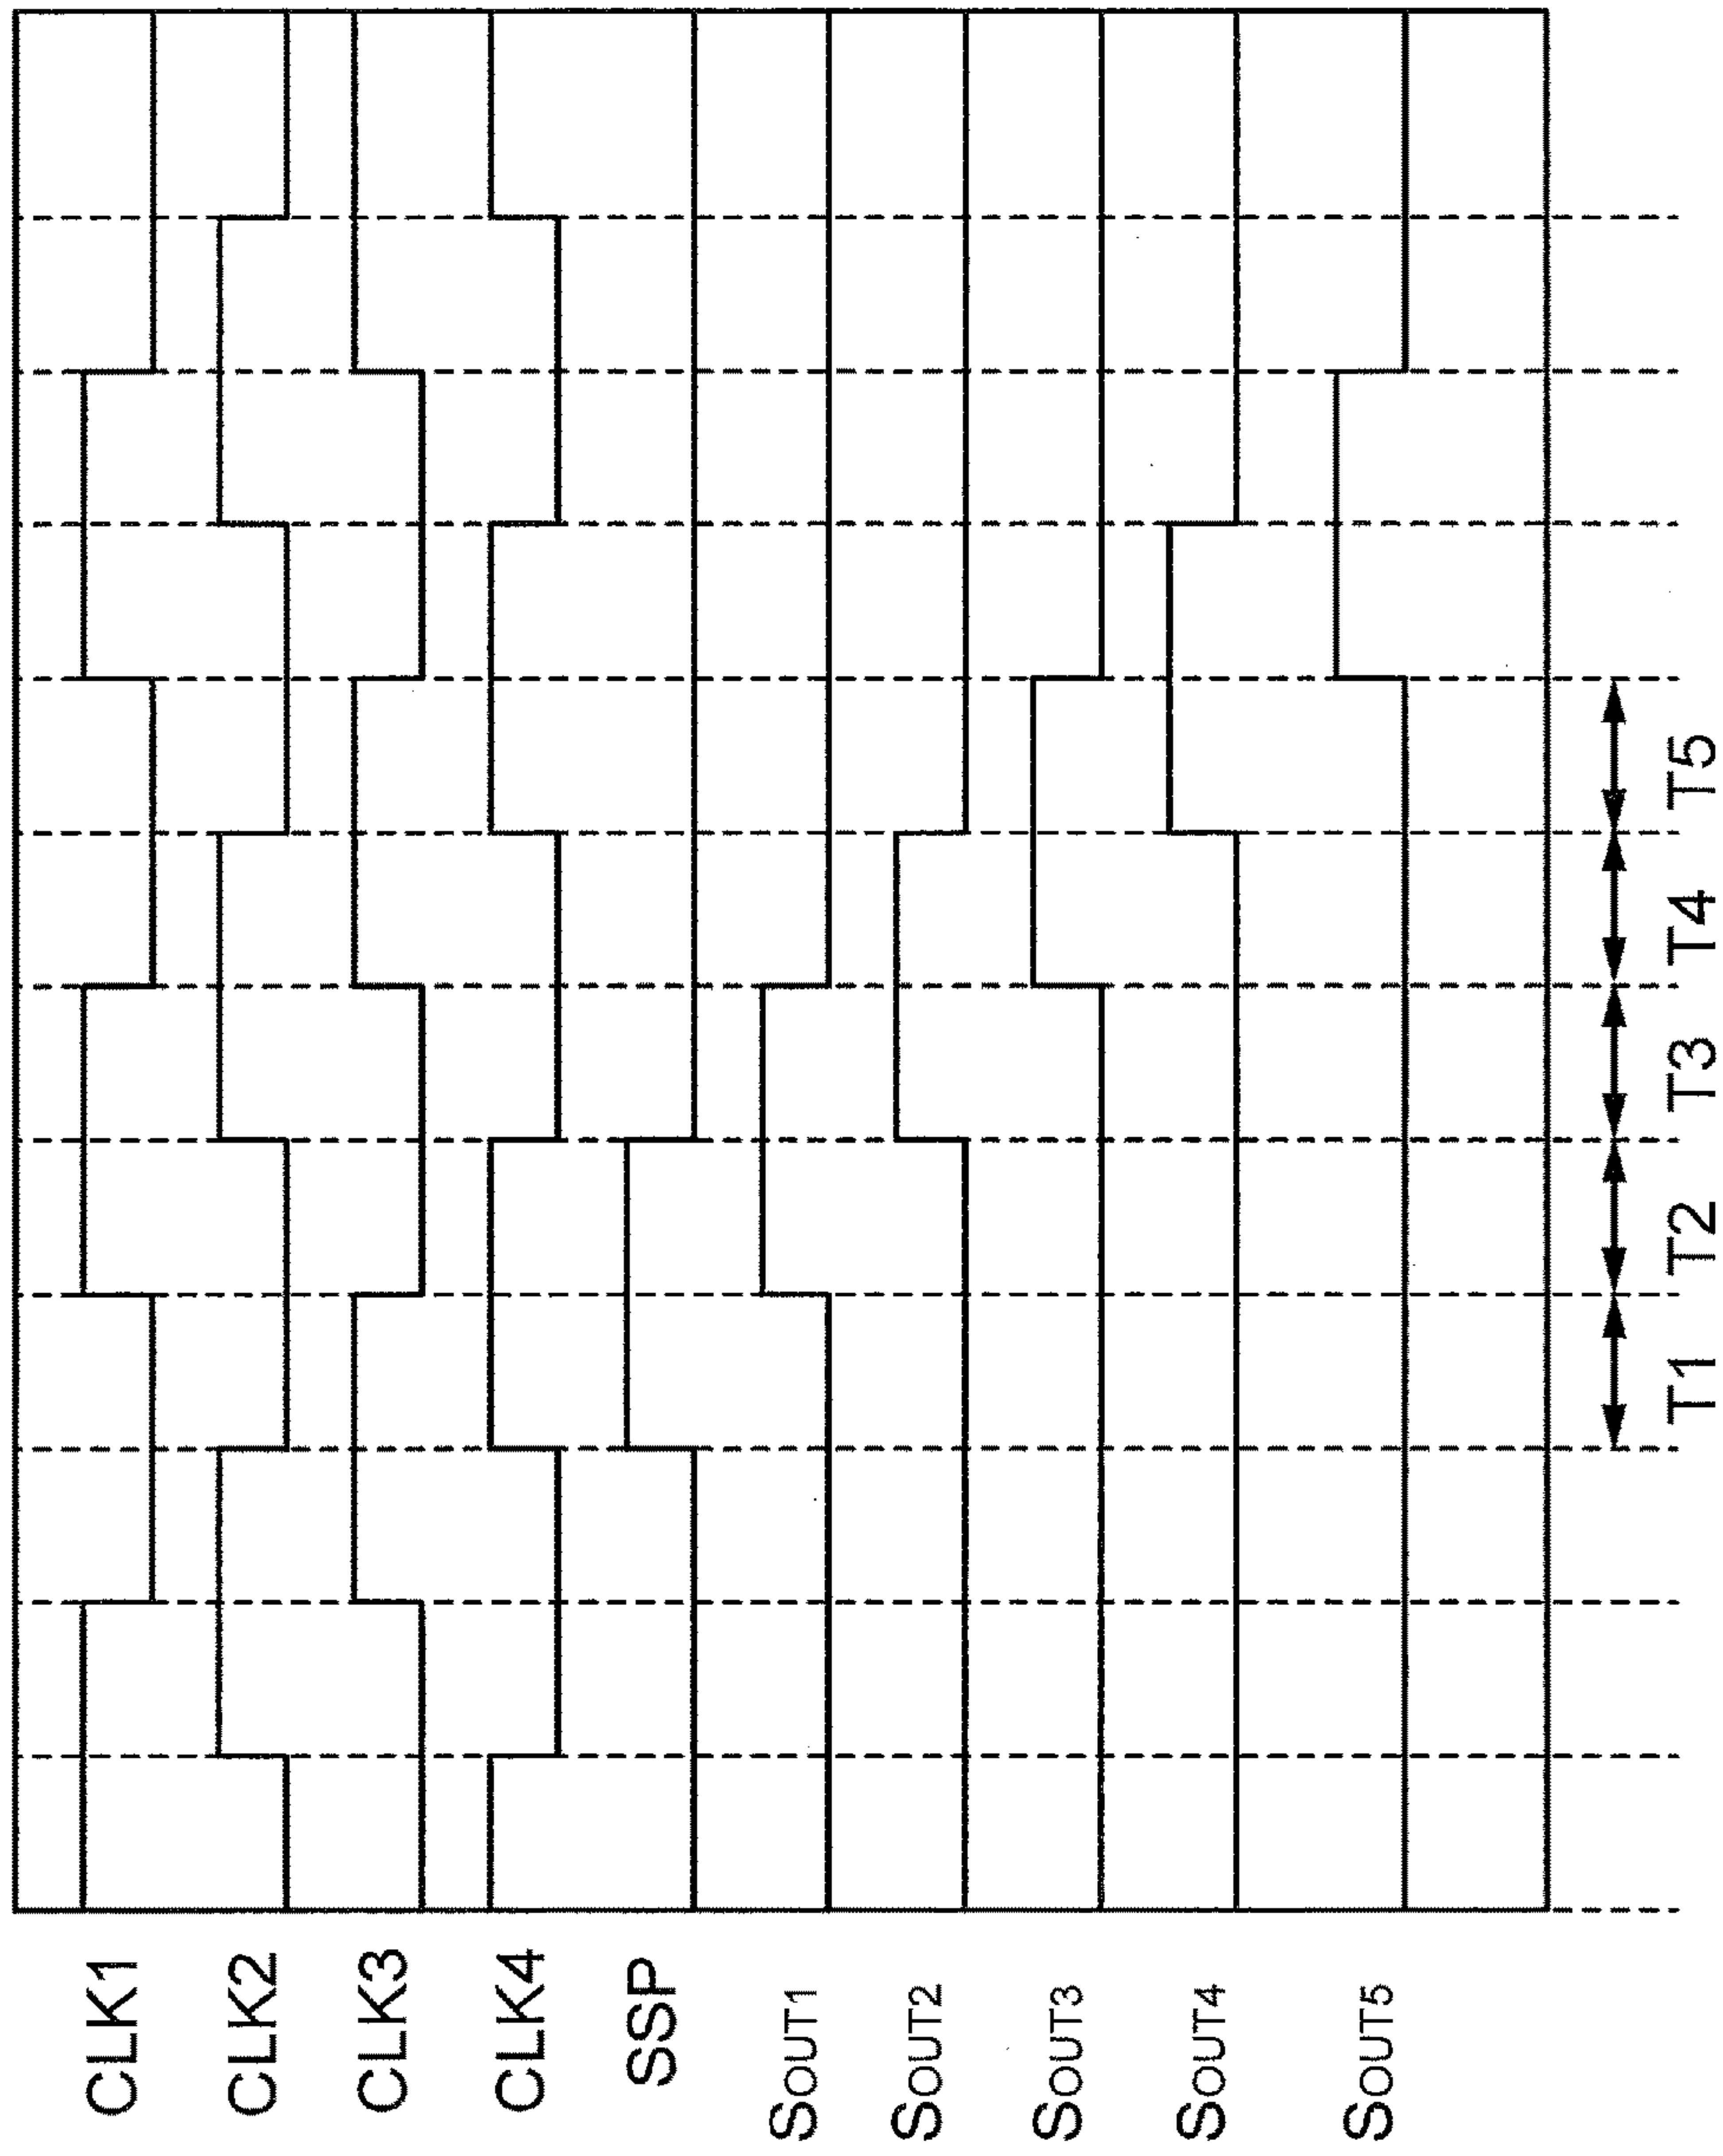 CLK1
CLK2
CLK3
CLK4
SSP
SOUT1
SOUT2
SOUT3
SOUT4
SOUT5
T1 T2 T3 T4 T5